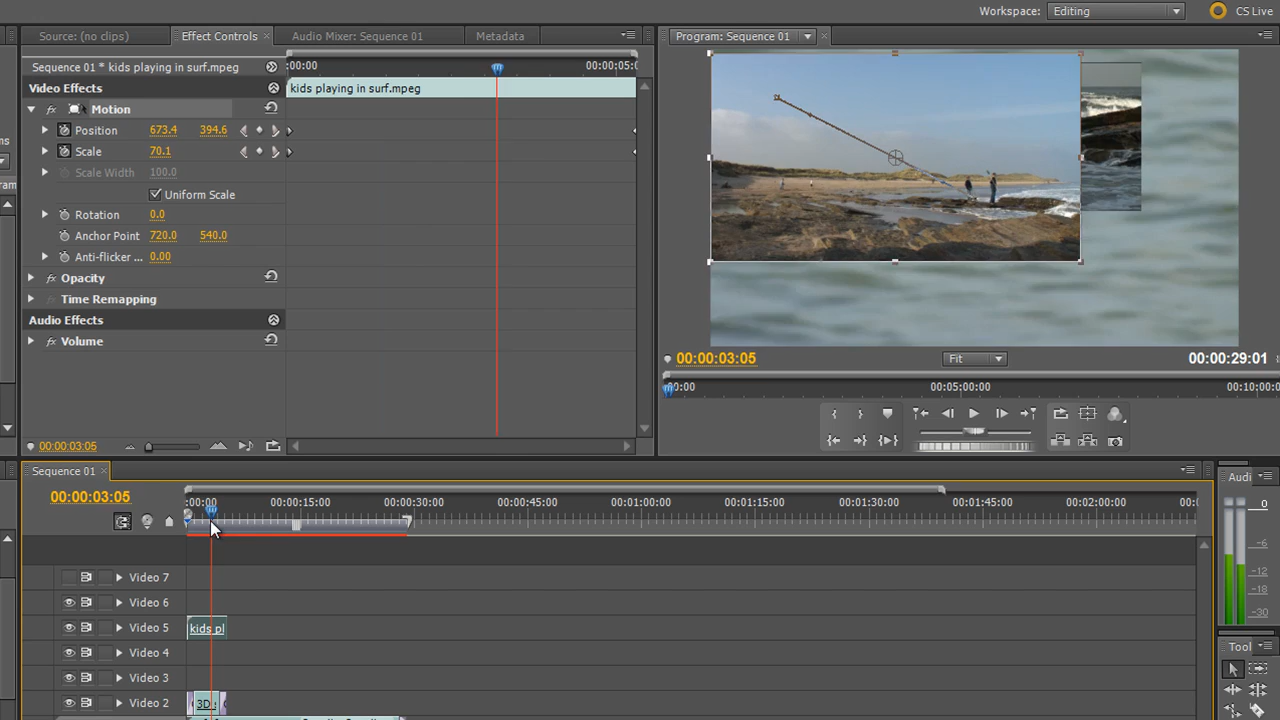 Workspace: Editing CS Live
Source: (no clips) Effect Controls × Audio Mixer: Sequence 01 Metadata
Program: Sequence 01 ×
Sequence 01 * kids playing in surf.mpeg
:00:00 00:00:05:0
Video Effects
kids playing in surf.mpeg
fx Motion
Position 673.4 394.6
Scale 70.1
Scale Width 100.0
Uniform Scale
Rotation 0.0
Anchor Point 720.0 540.0
Anti-flicker ... 0.00
fx Opacity
fx Time Remapping
Audio Effects
fx Volume
00:00:03:05
00:00:03:05 Fit 00:00:29:01
00:00 00:05:00:00 00:10:00:0
Sequence 01 ×
Audi
00:00:03:05
:00:00 00:00:15:00 00:00:30:00 00:00:45:00 00:01:00:00 00:01:15:00 00:01:30:00 00:01:45:00 00:02:00:00 00:
0
-6
-12
-18
-30
Video 7
Video 6
Video 5 kids pl
Video 4
Video 3
Video 2 3D
Tool